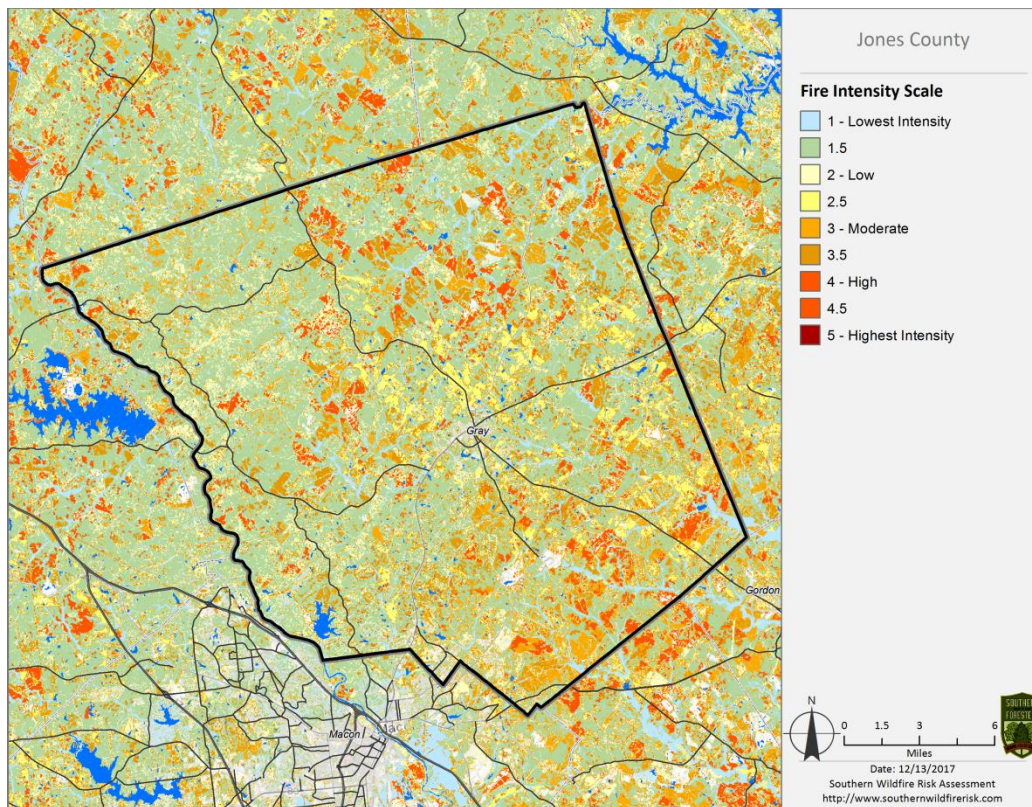 Jones County
Fire Intensity Scale
1 - Lowest Intensity
1.5
2 - Low
2.5
3 - Moderate
3.5
4 - High
4.5
5 - Highest Intensity
Gray
Gordon
Macon
N
0 1.5 3 6
Miles
Date: 12/13/2017
Southern Wildfire Risk Assessment
http://www.southernwildfirerisk.com
SOUTHERN